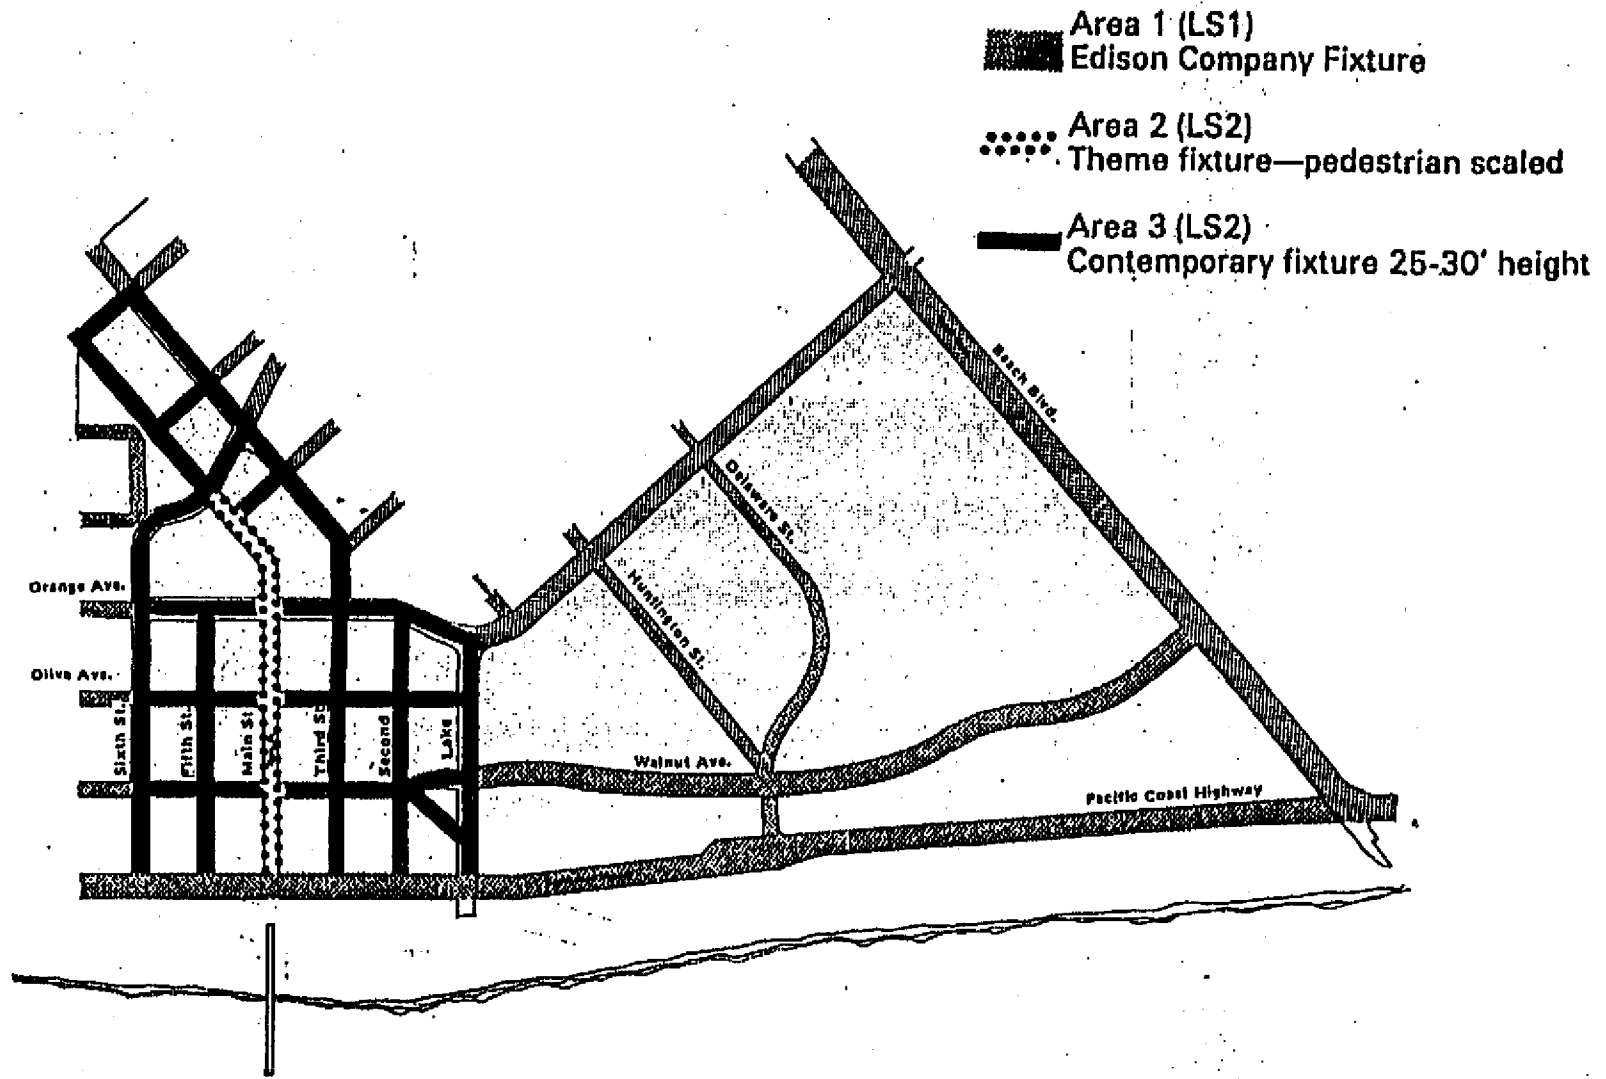 Area 1 (LS1)
Edison Company Fixture
Area 2 (LS2)
Theme fixture—pedestrian scaled
Area 3 (LS2)
Contemporary fixture 25-30' height
Beach Blvd.
Delaware St.
Huntington St.
Orange Ave.
Olive Ave.
Sixth St.
Fifth St.
Main St
Third St.
Second
Lake
Walnut Ave.
Pacific Coast Highway